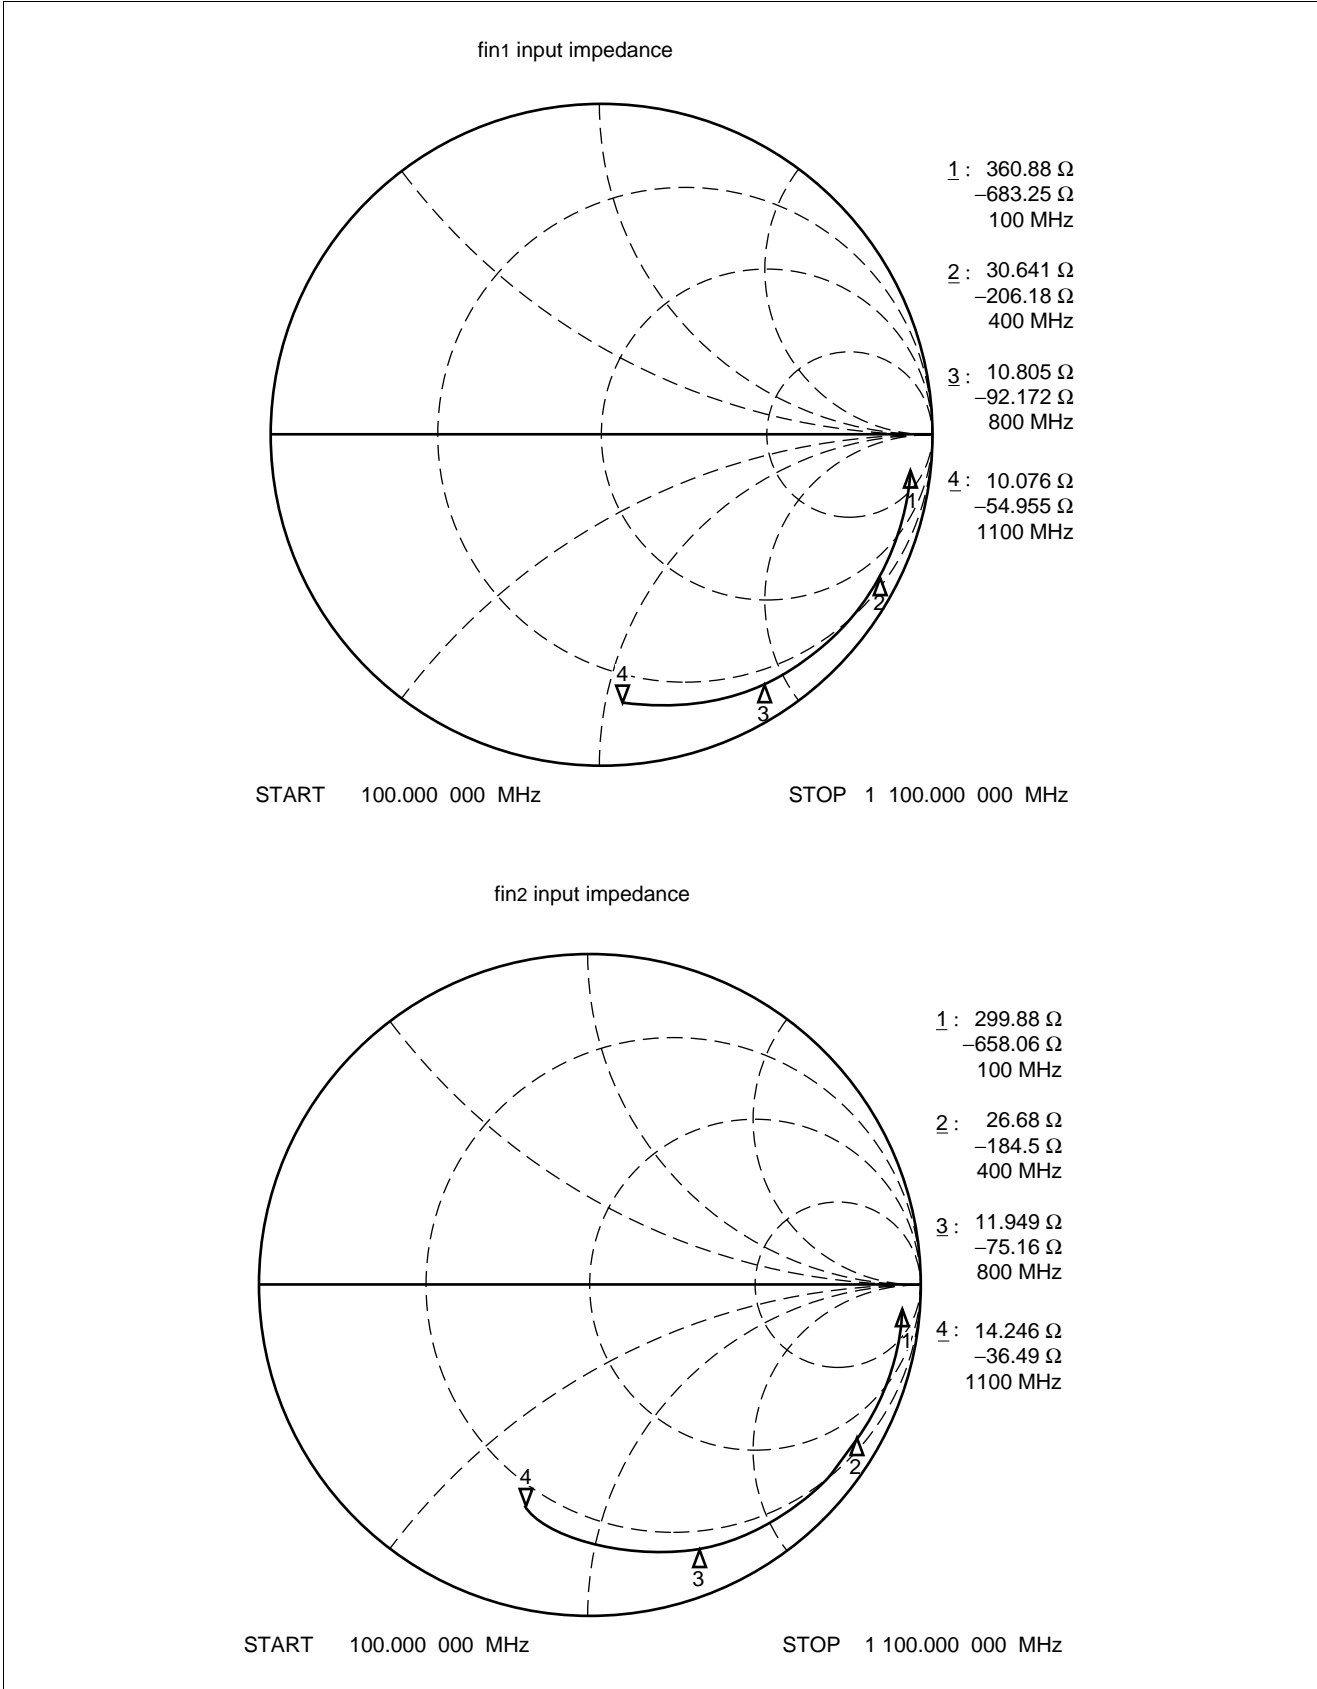 fin1 input impedance
1 : 360.88 Ω
−683.25 Ω
100 MHz
2 : 30.641 Ω
−206.18 Ω
400 MHz
3 : 10.805 Ω
−92.172 Ω
800 MHz
4 : 10.076 Ω
−54.955 Ω
1100 MHz
1
2
3
4
START 100.000 000 MHz STOP 1 100.000 000 MHz
fin2 input impedance
1 : 299.88 Ω
−658.06 Ω
100 MHz
2 : 26.68 Ω
−184.5 Ω
400 MHz
3 : 11.949 Ω
−75.16 Ω
800 MHz
4 : 14.246 Ω
−36.49 Ω
1100 MHz
1
2
3
4
START 100.000 000 MHz STOP 1 100.000 000 MHz